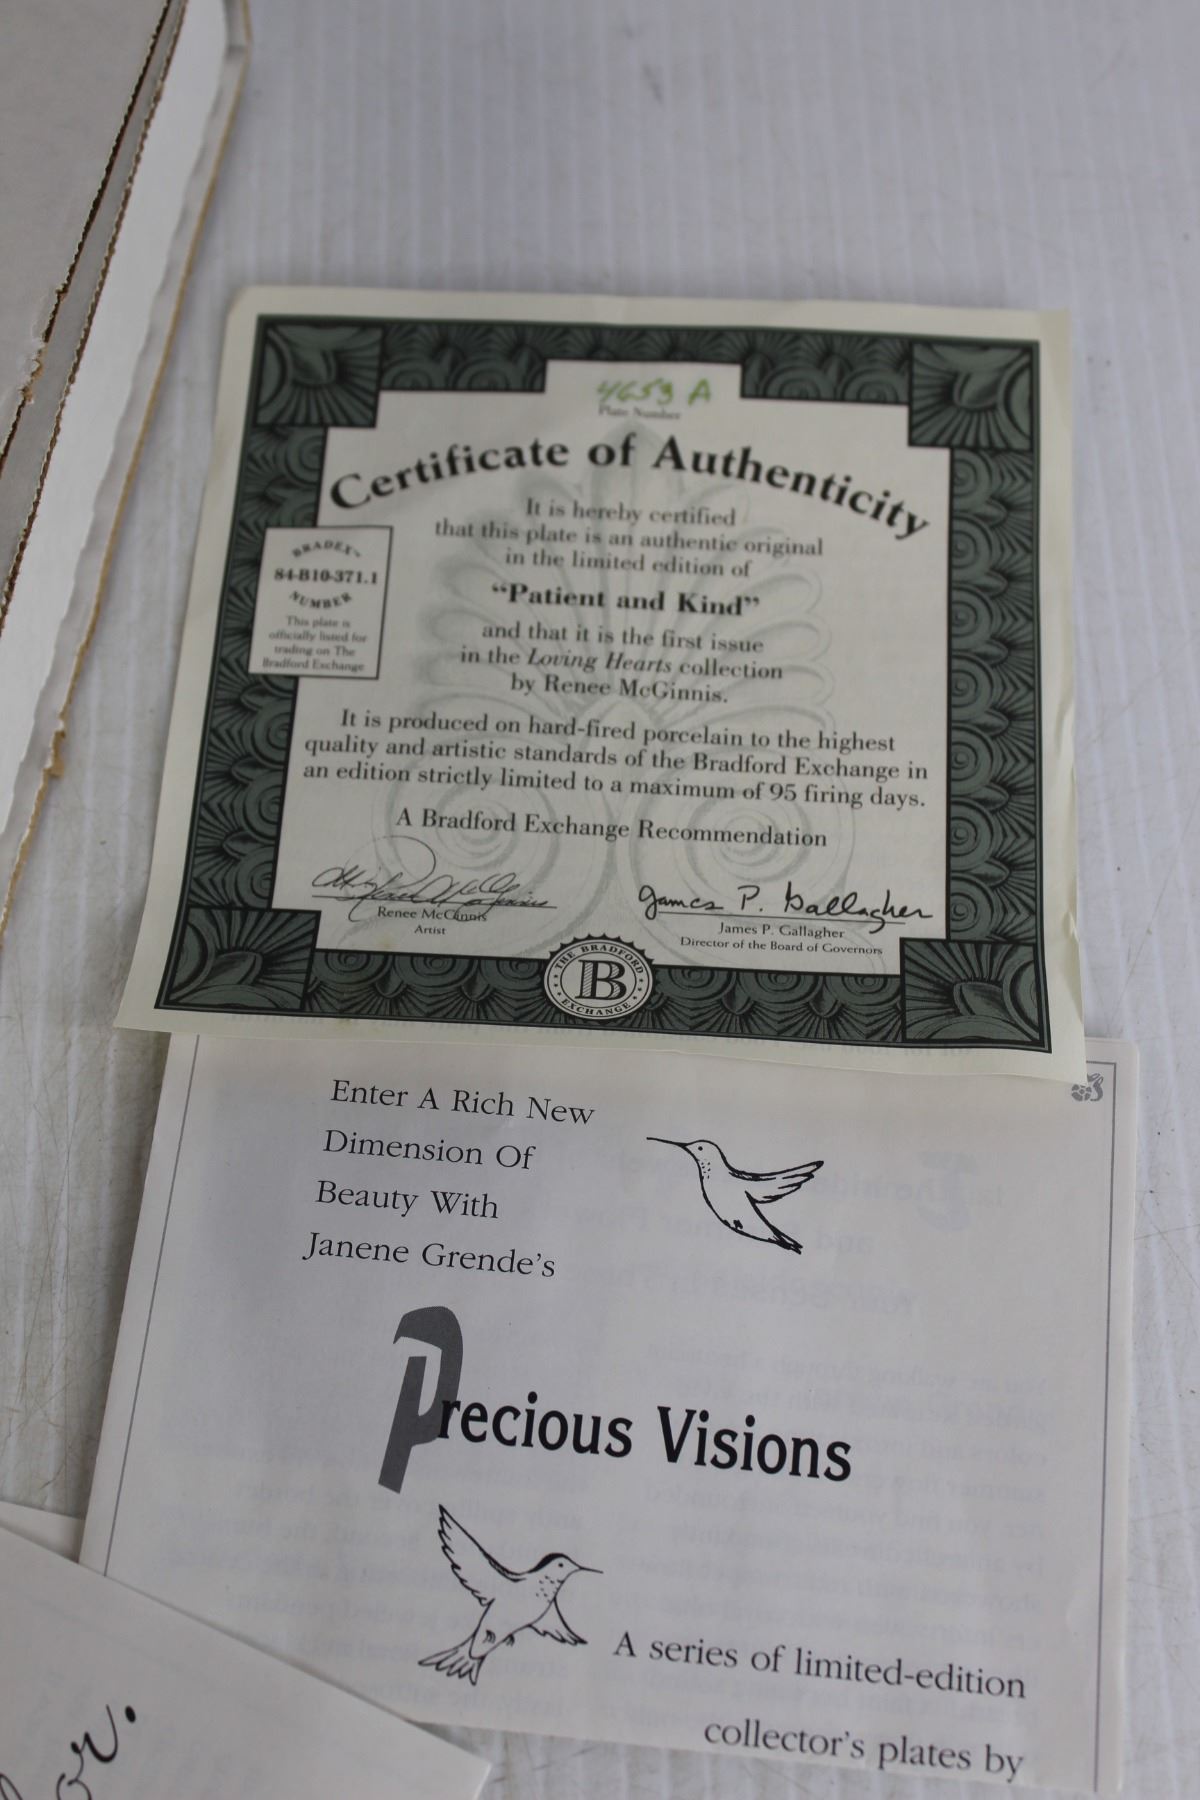 4653 A
Plate Number
Certificate of Authenticity
It is hereby certified
that this plate is an authentic original
in the limited edition of
“Patient and Kind”
and that it is the first issue
in the Loving Hearts collection
by Renee McGinnis.
BRADEX™
84-B10-371.1
NUMBER
This plate is
officially listed for
trading on The
Bradford Exchange
It is produced on hard-fired porcelain to the highest
quality and artistic standards of the Bradford Exchange in
an edition strictly limited to a maximum of 95 firing days.
A Bradford Exchange Recommendation
Renee McGinnis
Artist
James P. Gallagher
James P. Gallagher
Director of the Board of Governors
THE BRADFORD
B
EXCHANGE
Enter A Rich New
Dimension Of
Beauty With
Janene Grende's
Precious Visions
A series of limited-edition
collector's plates by
or.